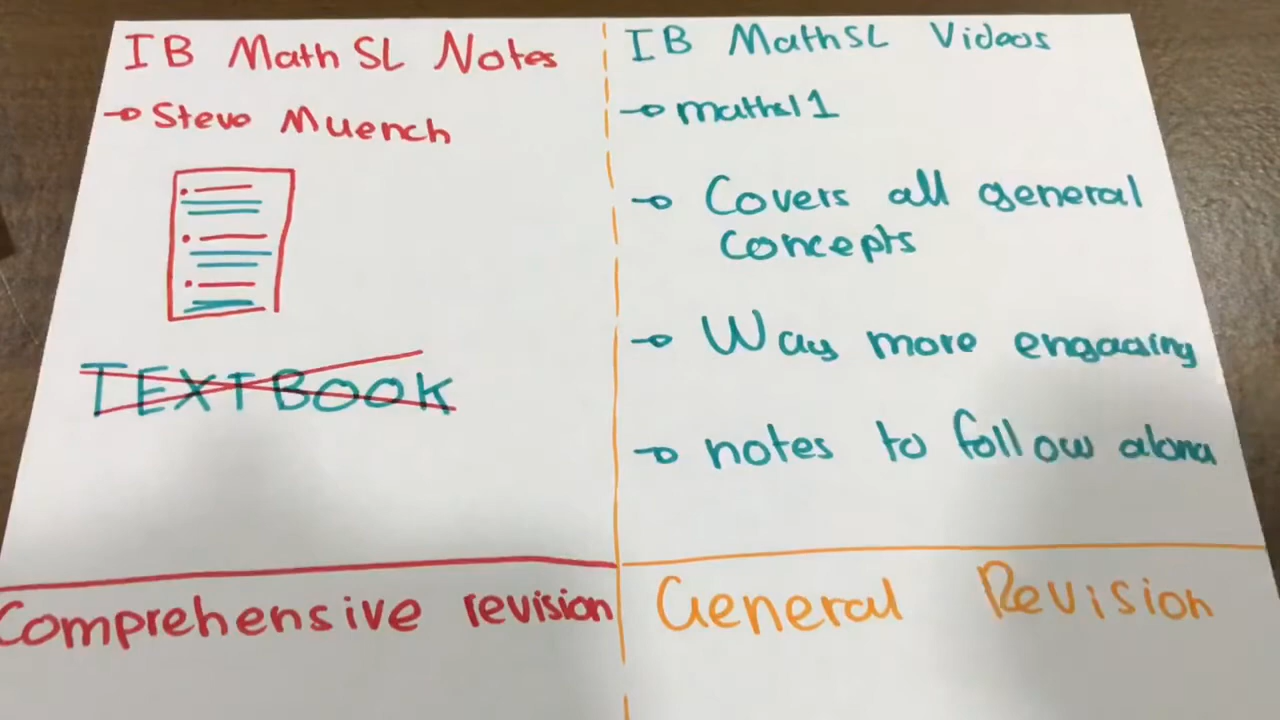 IB Math SL Notes
→ Steve Muench
TEXTBOOK
Comprehensive revision
IB MathSL Videos
→ mathsl1
→ Covers all general
concepts
→ Way more engaging
→ notes to follow along
General Revision